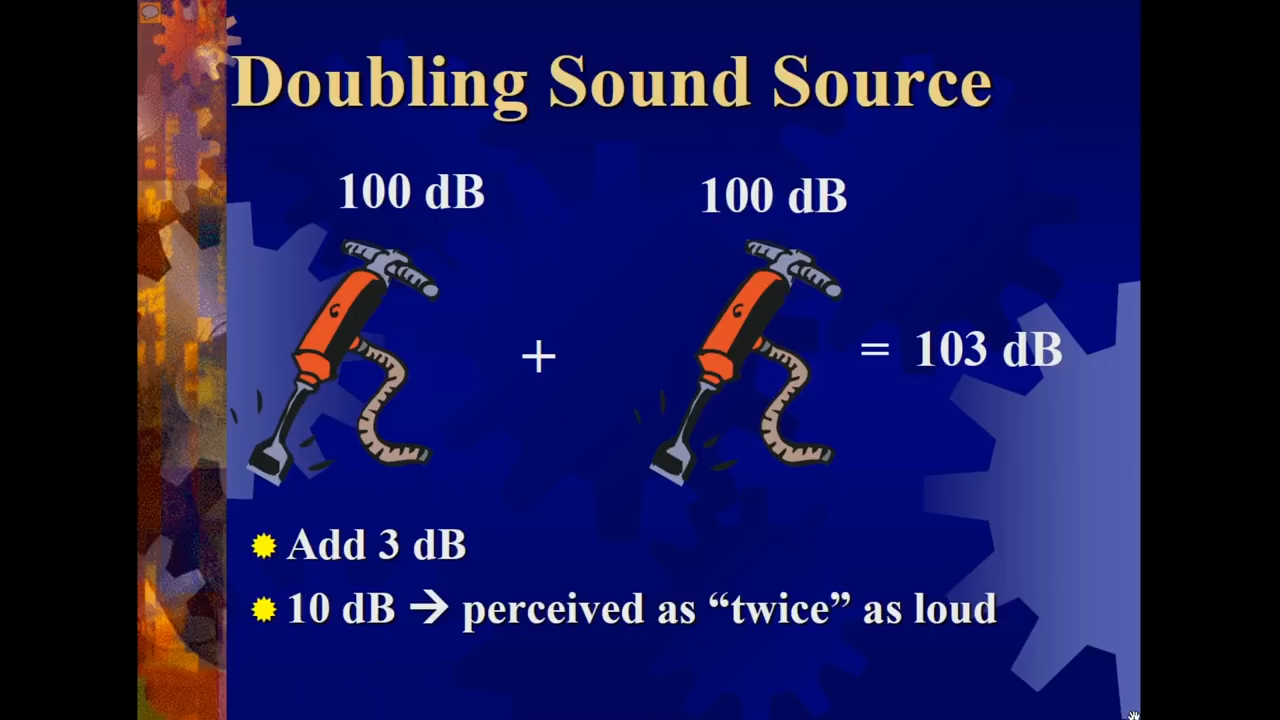 Doubling Sound Source
100 dB
100 dB
+
= 103 dB
Add 3 dB
10 dB → perceived as “twice” as loud